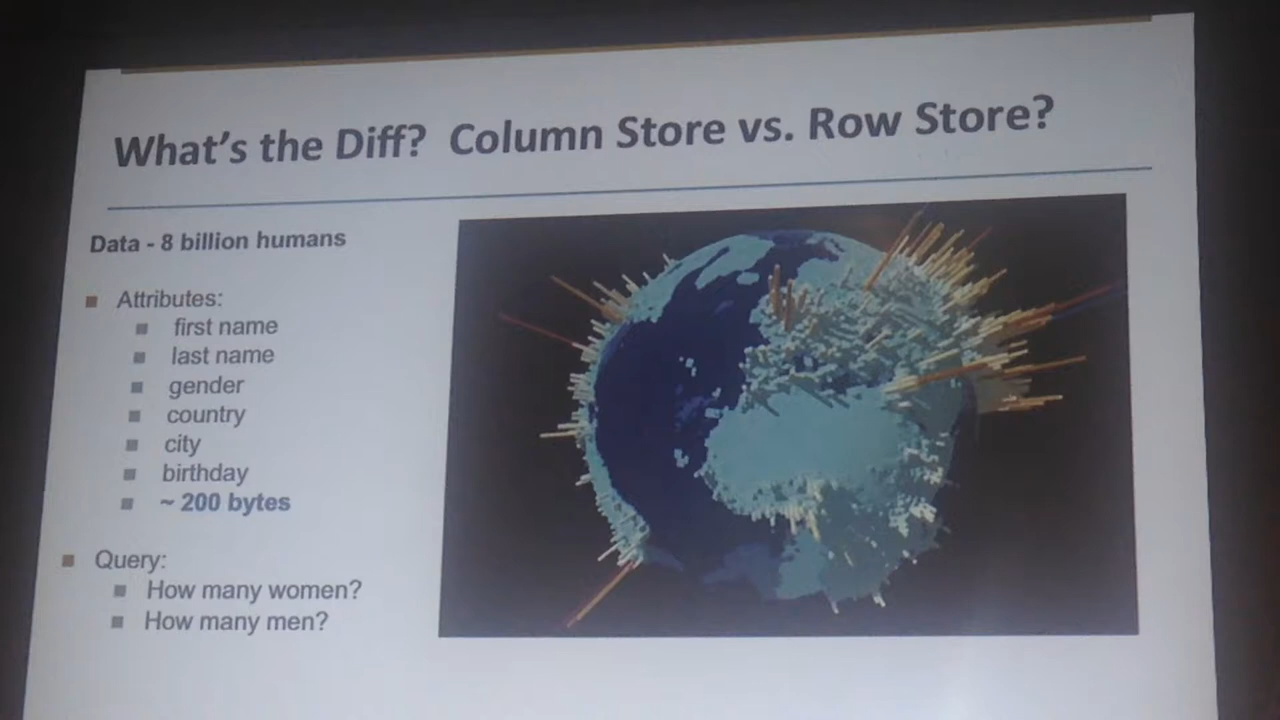 What's the Diff? Column Store vs. Row Store?
Data - 8 billion humans
Attributes:
first name
last name
gender
country
city
birthday
~ 200 bytes
Query:
How many women?
How many men?